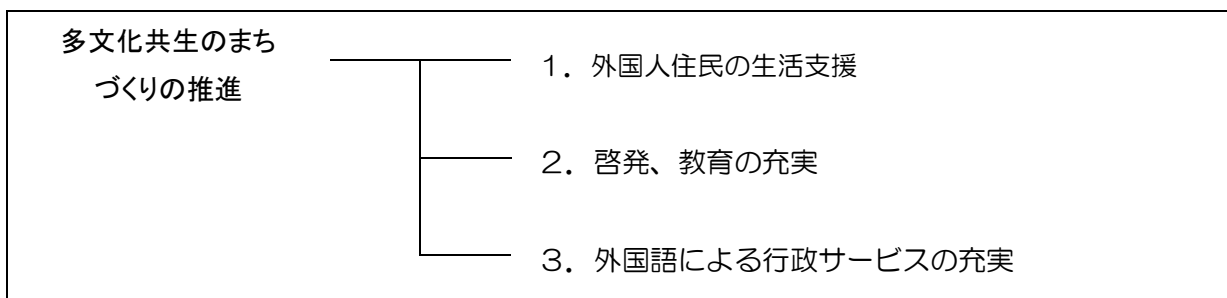 多文化共生のまち
づくりの推進
１．外国人住民の生活支援
２．啓発、教育の充実
３．外国語による行政サービスの充実